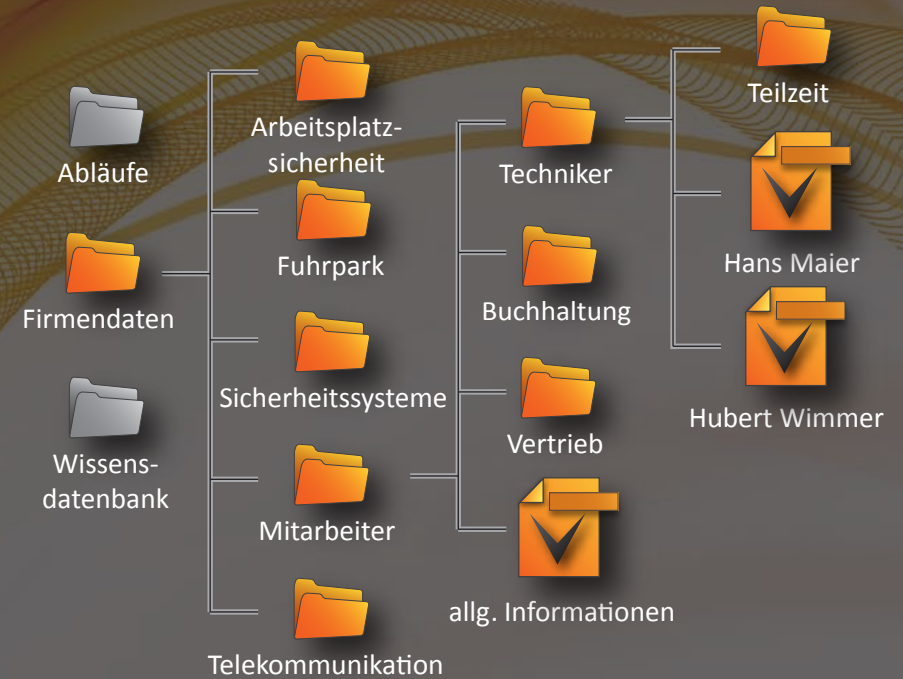 Abläufe
Firmendaten
Wissens-
datenbank
Arbeitsplatz-
sicherheit
Fuhrpark
Sicherheitssysteme
Mitarbeiter
Telekommunikation
Techniker
Buchhaltung
Vertrieb
allg. Informationen
Teilzeit
Hans Maier
Hubert Wimmer